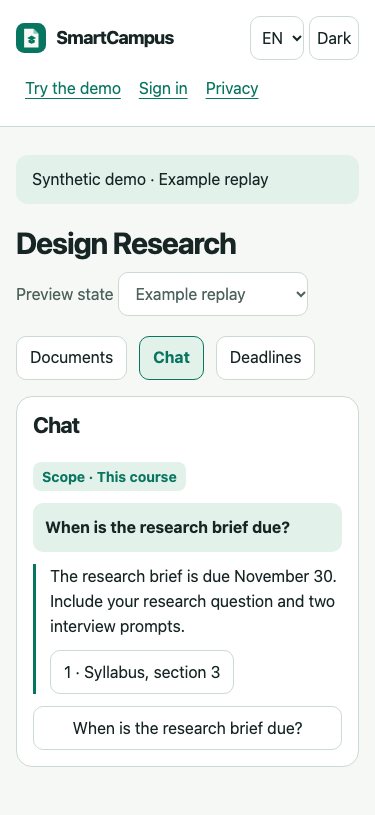 SmartCampus
EN
Dark
Try the demo
Sign in
Privacy
Synthetic demo · Example replay
Design Research
Preview state
Example replay
Documents
Chat
Deadlines
Chat
Scope · This course
When is the research brief due?
The research brief is due November 30.
Include your research question and two
interview prompts.
1 · Syllabus, section 3
When is the research brief due?